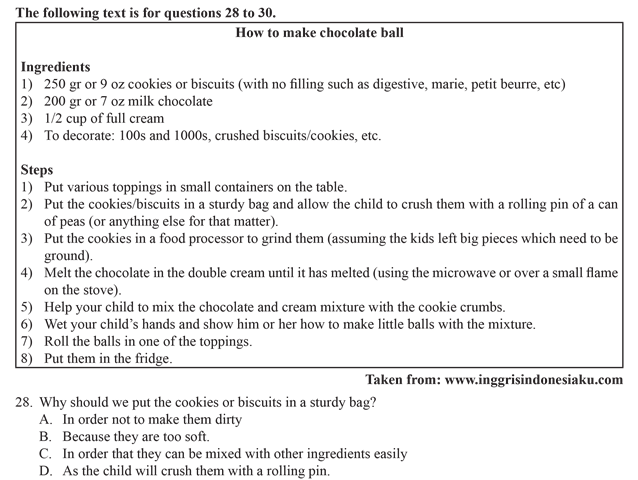 The following text is for questions 28 to 30.
How to make chocolate ball
Ingredients
1) 250 gr or 9 oz cookies or biscuits (with no filling such as digestive, marie, petit beurre, etc)
2) 200 gr or 7 oz milk chocolate
3) 1/2 cup of full cream
4) To decorate: 100s and 1000s, crushed biscuits/cookies, etc.
Steps
1) Put various toppings in small containers on the table.
2) Put the cookies/biscuits in a sturdy bag and allow the child to crush them with a rolling pin of a can
of peas (or anything else for that matter).
3) Put the cookies in a food processor to grind them (assuming the kids left big pieces which need to be
ground).
4) Melt the chocolate in the double cream until it has melted (using the microwave or over a small flame
on the stove).
5) Help your child to mix the chocolate and cream mixture with the cookie crumbs.
6) Wet your child's hands and show him or her how to make little balls with the mixture.
7) Roll the balls in one of the toppings.
8) Put them in the fridge.
Taken from: www.inggrisindonesiaku.com
28. Why should we put the cookies or biscuits in a sturdy bag?
A. In order not to make them dirty
B. Because they are too soft.
C. In order that they can be mixed with other ingredients easily
D. As the child will crush them with a rolling pin.